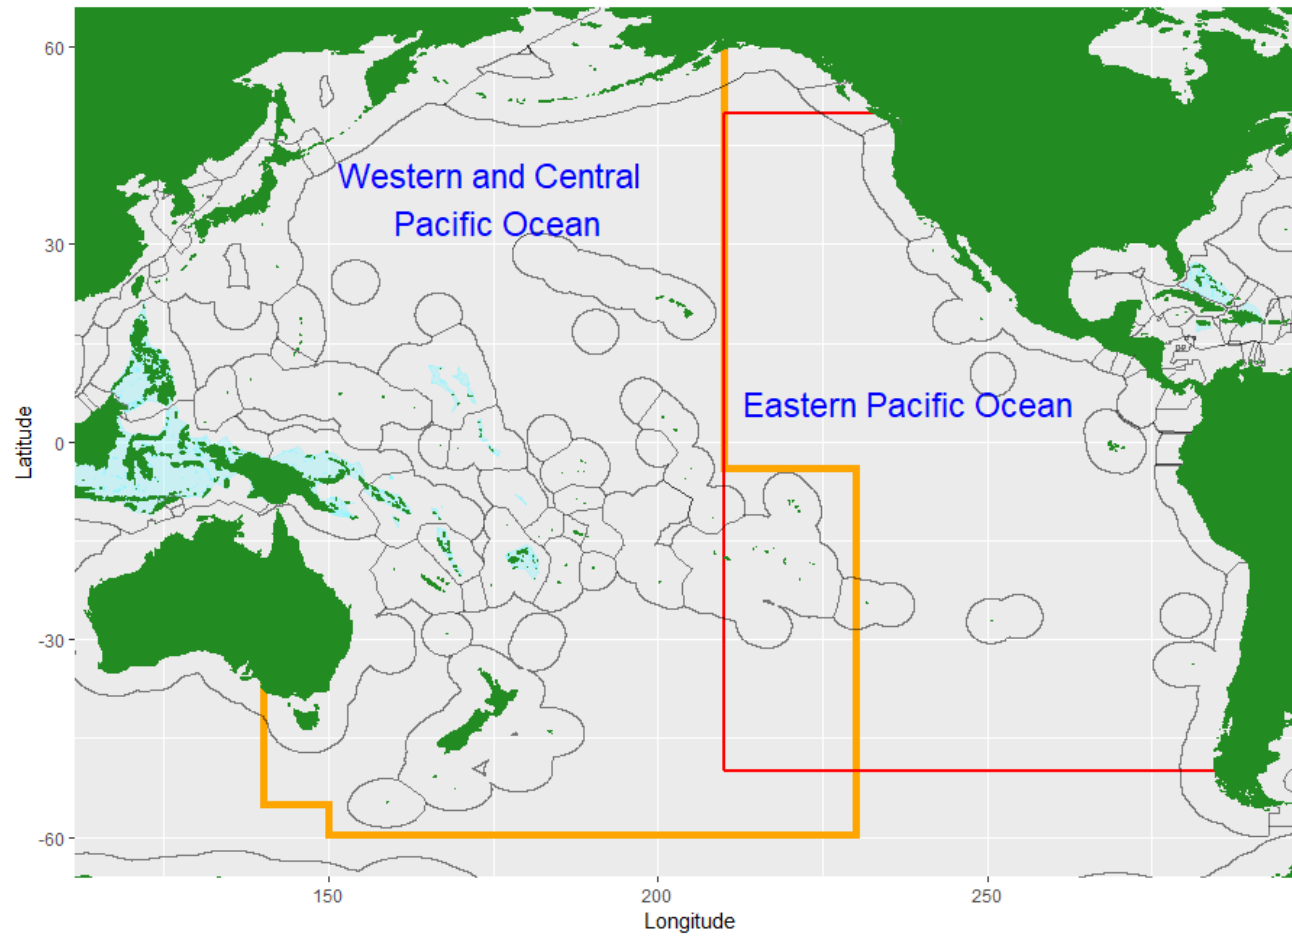 60
Western and Central
Pacific Ocean
30
Eastern Pacific Ocean
0
Latitude
-30
-60
150
200
250
Longitude